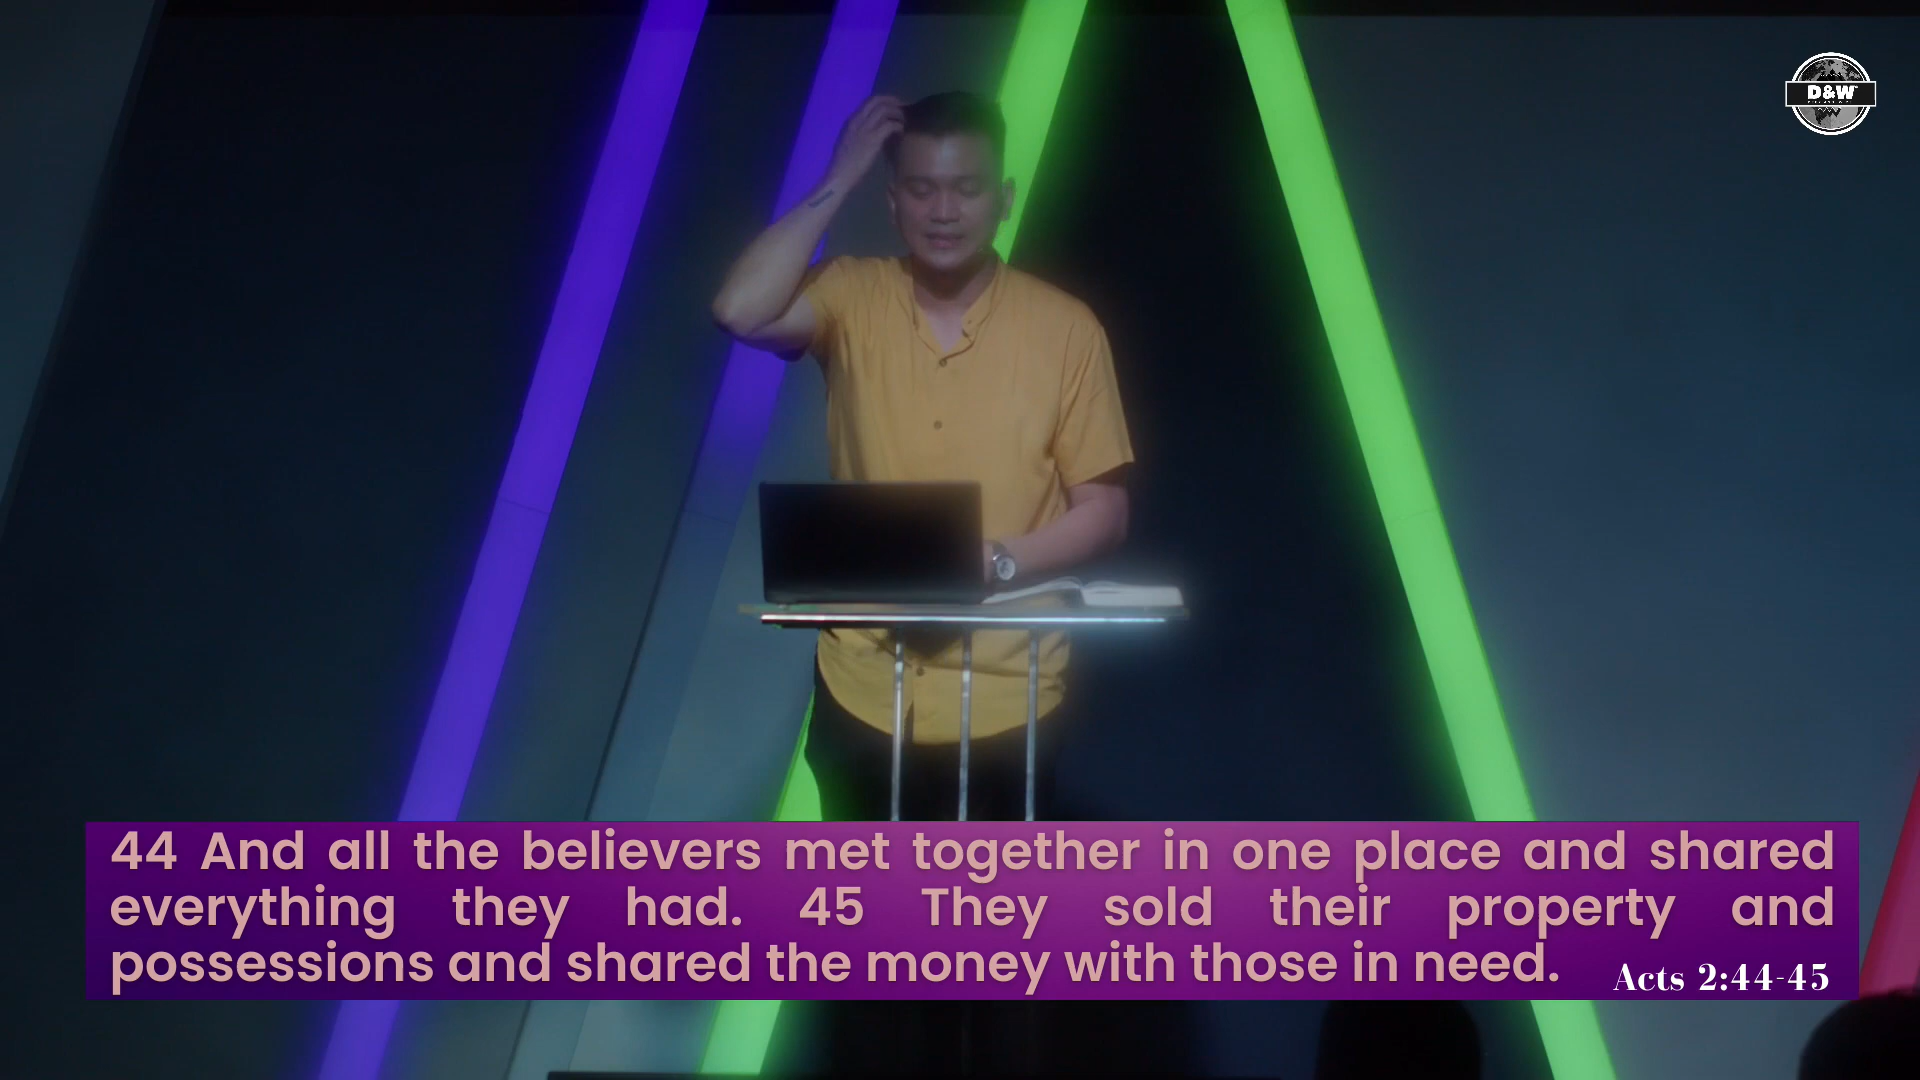 D&W
44 And all the believers met together in one place and shared
everything they had. 45 They sold their property and
possessions and shared the money with those in need.
Acts 2:44-45